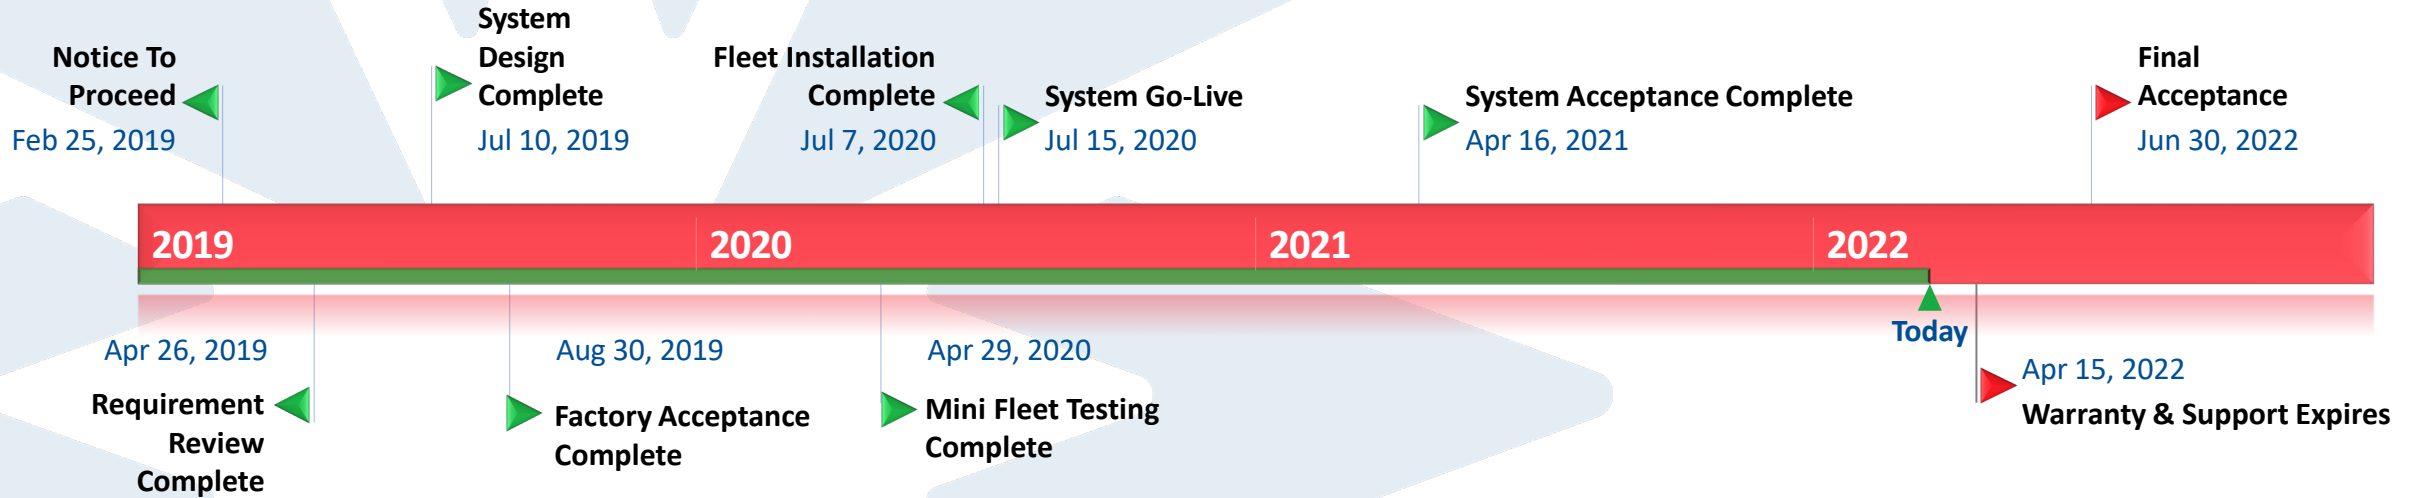 Notice To
Proceed
Feb 25, 2019
System
Design
Complete
Jul 10, 2019
Fleet Installation
Complete
Jul 7, 2020
System Go-Live
Jul 15, 2020
System Acceptance Complete
Apr 16, 2021
Final
Acceptance
Jun 30, 2022
2019
2020
2021
2022
Today
Apr 26, 2019
Requirement
Review
Complete
Aug 30, 2019
Factory Acceptance
Complete
Apr 29, 2020
Mini Fleet Testing
Complete
Apr 15, 2022
Warranty & Support Expires